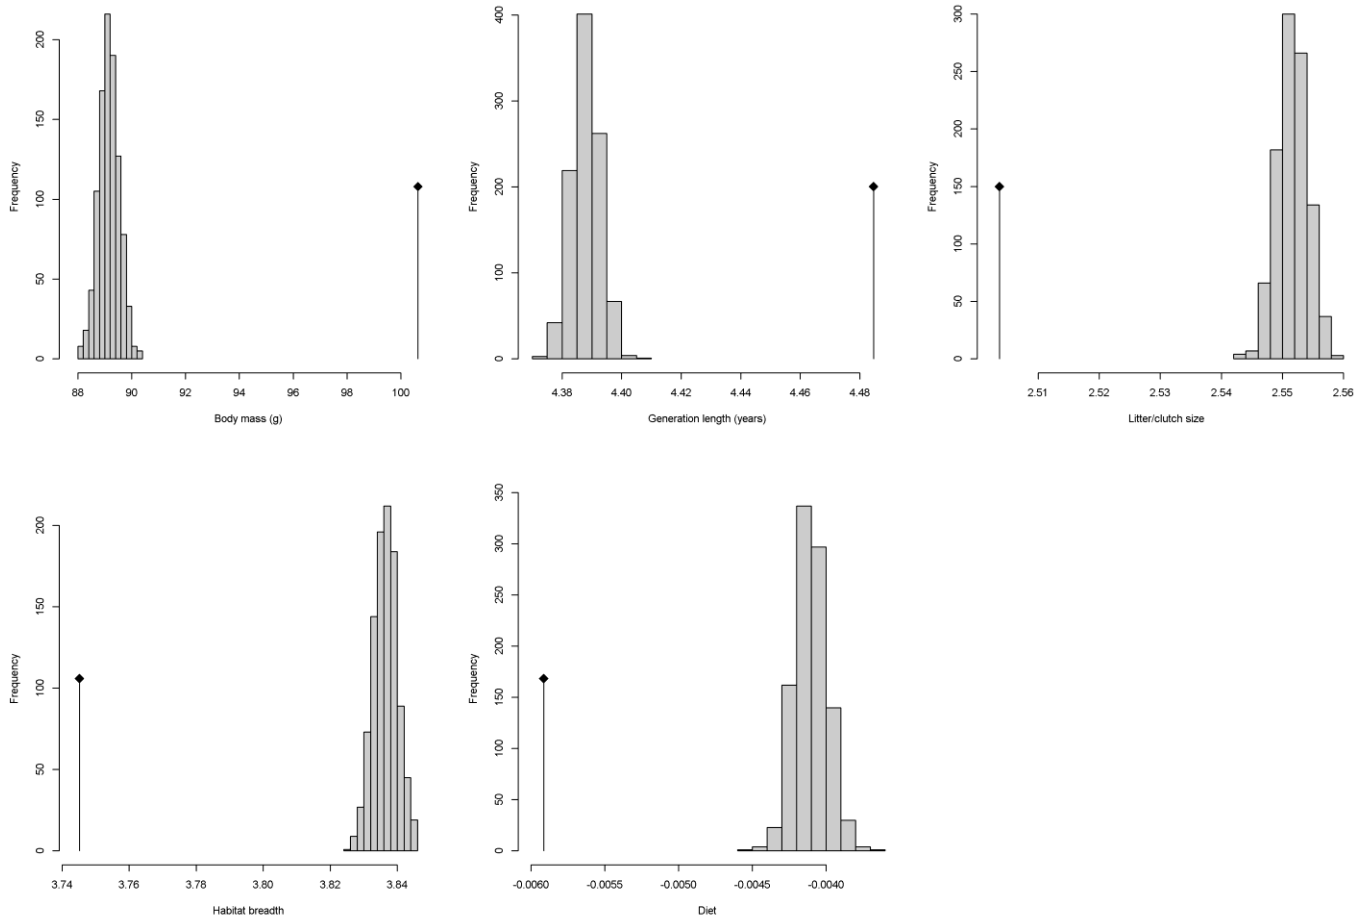 200
150
100
50
0
Frequency
88 90 92 94 96 98 100
Body mass (g)
400
300
200
100
0
Frequency
4.38 4.40 4.42 4.44 4.46 4.48
Generation length (years)
300
250
200
150
100
50
0
Frequency
2.51 2.52 2.53 2.54 2.55 2.56
Litter/clutch size
200
150
100
50
0
Frequency
3.74 3.76 3.78 3.80 3.82 3.84
Habitat breadth
350
300
250
200
150
100
50
0
Frequency
-0.0060 -0.0055 -0.0050 -0.0045 -0.0040
Diet